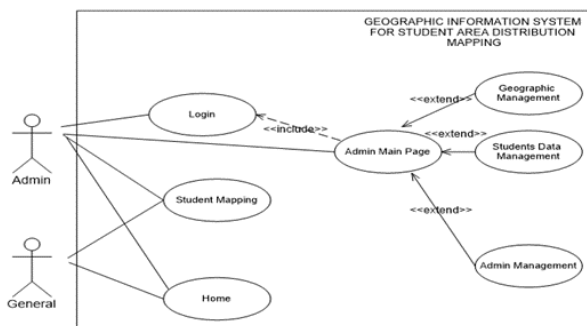 GEOGRAPHIC INFORMATION SYSTEM
FOR STUDENT AREA DISTRIBUTION
MAPPING
<<extend>>
Geographic
Management
Login
<<include>>
<<extend>>
Admin Main Page
Students Data
Management
Admin
Student Mapping
<<extend>>
Admin Management
General
Home